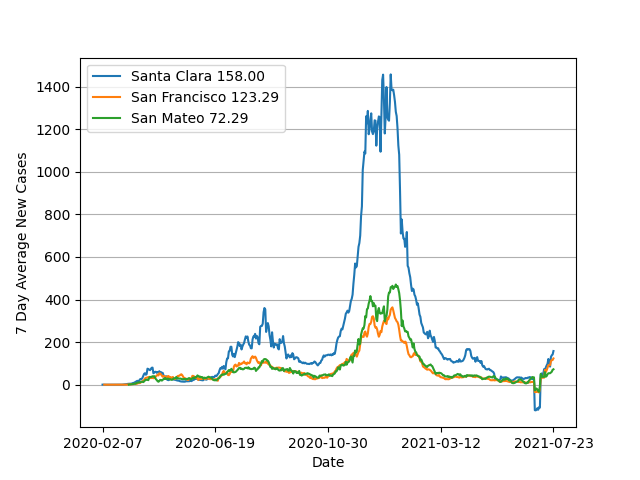 Santa Clara 158.00
San Francisco 123.29
San Mateo 72.29
7 Day Average New Cases
1400
1200
1000
800
600
400
200
0
2020-02-07 2020-06-19 2020-10-30 2021-03-12 2021-07-23
Date